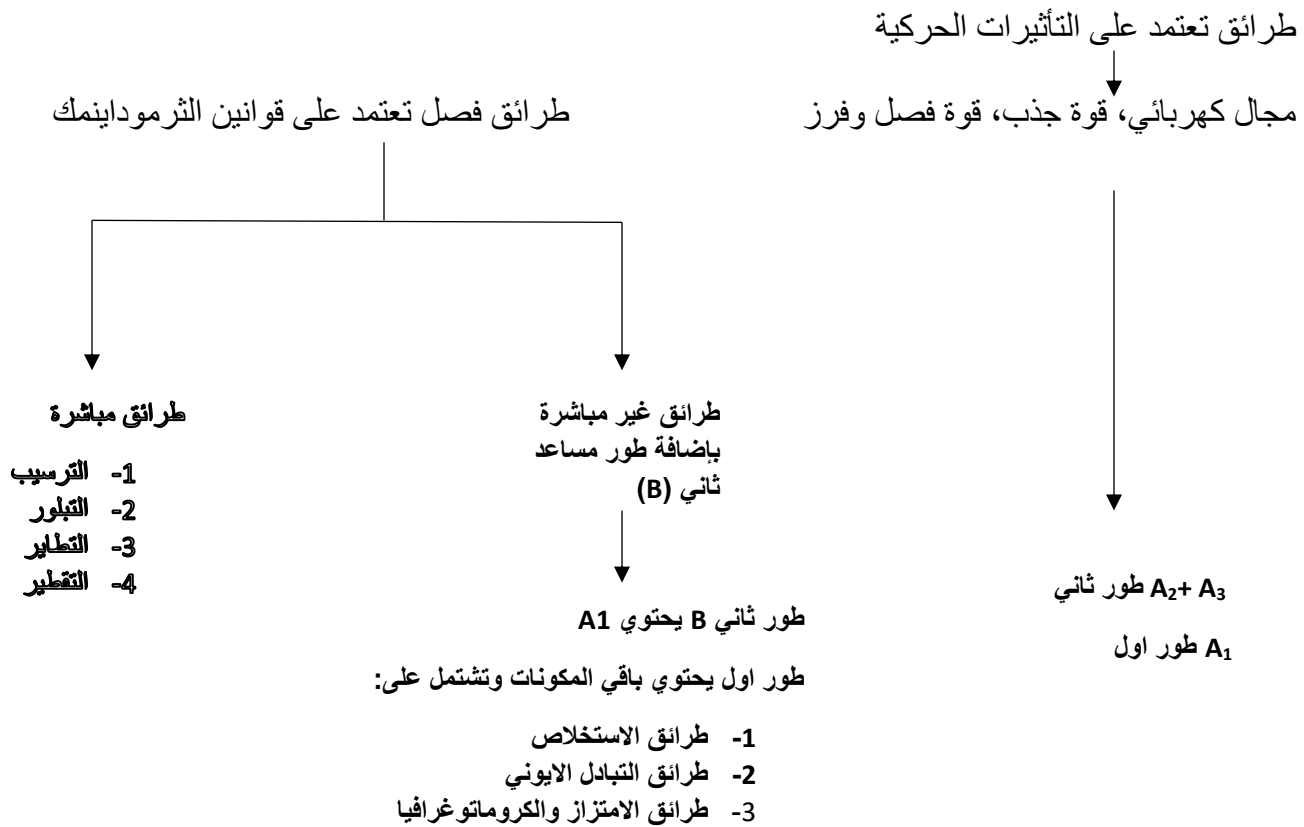 طرائق تعتمد على التأثيرات الحركية
مجال كهربائي، قوة جذب، قوة فصل وفرز
A₂+ A₃ طور ثاني
A₁ طور اول
طرائق فصل تعتمد على قوانين الثرموداينمك
طرائق غير مباشرة
بإضافة طور مساعد
ثاني (B)
طور ثاني B يحتوي A1
طور اول يحتوي باقي المكونات وتشتمل على:
1- طرائق الاستخلاص
2- طرائق التبادل الايوني
3- طرائق الامتزاز والكروماتوغرافيا
طرائق مباشرة
1- الترسيب
2- التبلور
3- التطاير
4- التقطير